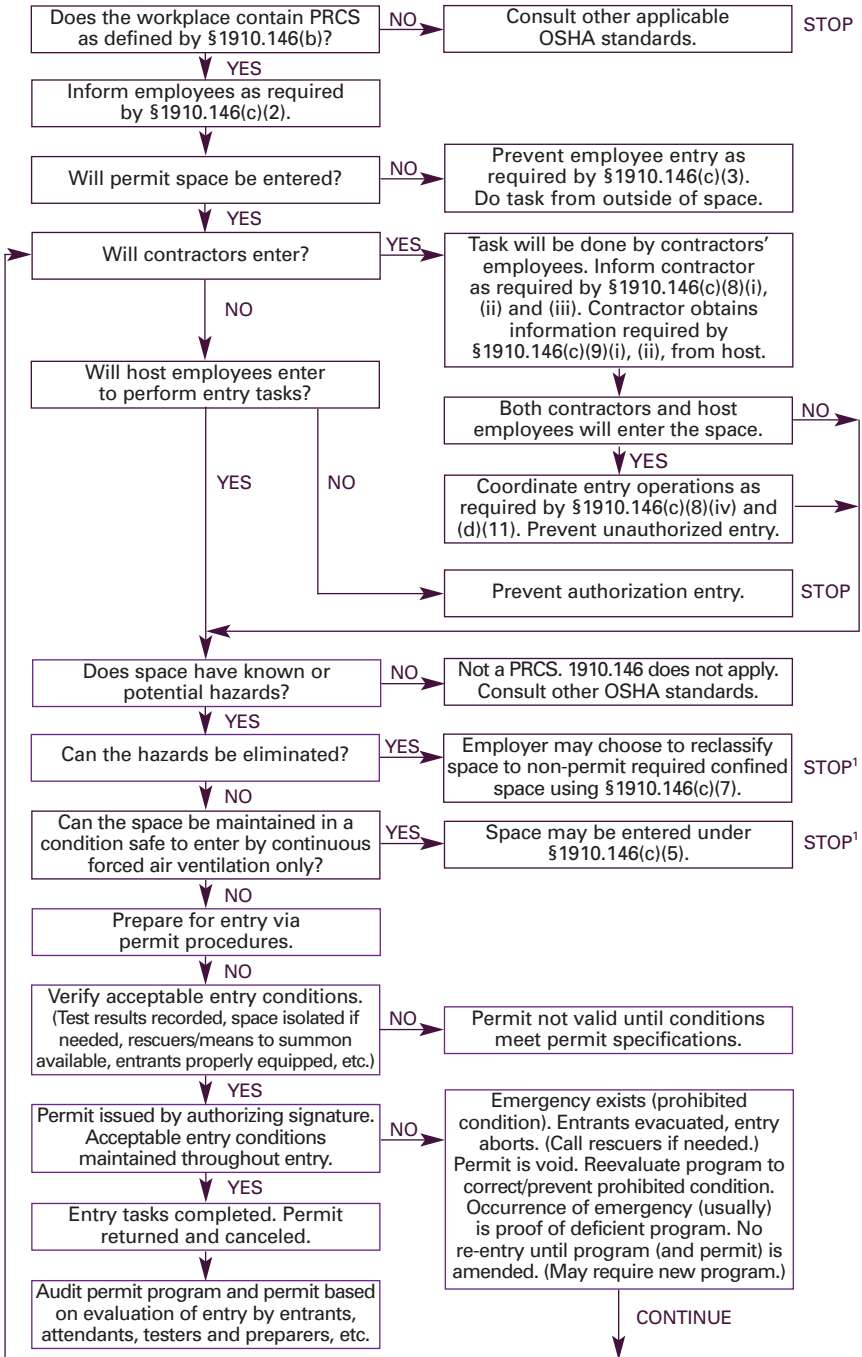 Does the workplace contain PRCS
as defined by §1910.146(b)?
NO
Consult other applicable
OSHA standards.
STOP
YES
Inform employees as required
by §1910.146(c)(2).
Will permit space be entered?
NO
Prevent employee entry as
required by §1910.146(c)(3).
Do task from outside of space.
YES
Will contractors enter?
YES
Task will be done by contractors’
employees. Inform contractor
as required by §1910.146(c)(8)(i),
(ii) and (iii). Contractor obtains
information required by
§1910.146(c)(9)(i), (ii), from host.
NO
Will host employees enter
to perform entry tasks?
Both contractors and host
employees will enter the space.
NO
YES
YES
NO
Coordinate entry operations as
required by §1910.146(c)(8)(iv) and
(d)(11). Prevent unauthorized entry.
Prevent authorization entry.
STOP
Does space have known or
potential hazards?
NO
Not a PRCS. 1910.146 does not apply.
Consult other OSHA standards.
YES
Can the hazards be eliminated?
YES
Employer may choose to reclassify
space to non-permit required confined
space using §1910.146(c)(7).
STOP¹
NO
Can the space be maintained in a
condition safe to enter by continuous
forced air ventilation only?
YES
Space may be entered under
§1910.146(c)(5).
STOP¹
NO
Prepare for entry via
permit procedures.
NO
Verify acceptable entry conditions.
(Test results recorded, space isolated if
needed, rescuers/means to summon
available, entrants properly equipped, etc.)
NO
Permit not valid until conditions
meet permit specifications.
YES
Permit issued by authorizing signature.
Acceptable entry conditions
maintained throughout entry.
NO
Emergency exists (prohibited
condition). Entrants evacuated, entry
aborts. (Call rescuers if needed.)
Permit is void. Reevaluate program to
correct/prevent prohibited condition.
Occurrence of emergency (usually)
is proof of deficient program. No
re-entry until program (and permit) is
amended. (May require new program.)
YES
Entry tasks completed. Permit
returned and canceled.
Audit permit program and permit based
on evaluation of entry by entrants,
attendants, testers and preparers, etc.
CONTINUE